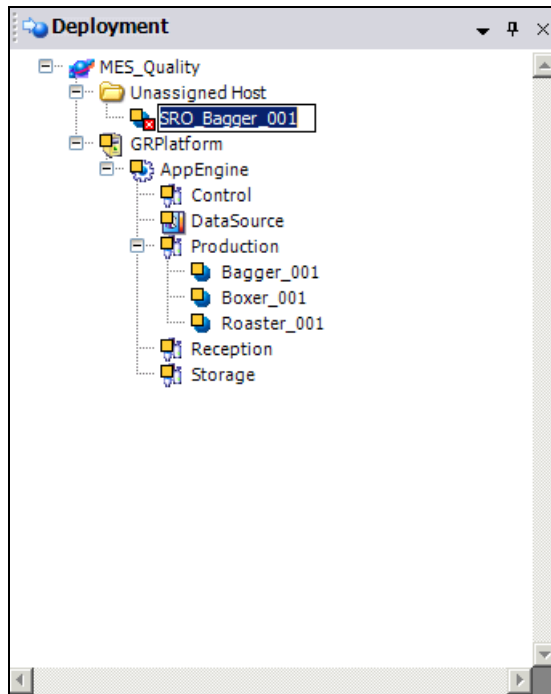 Deployment
MES_Quality
Unassigned Host
SRO_Bagger_001
GRPlatform
AppEngine
Control
DataSource
Production
Bagger_001
Boxer_001
Roaster_001
Reception
Storage